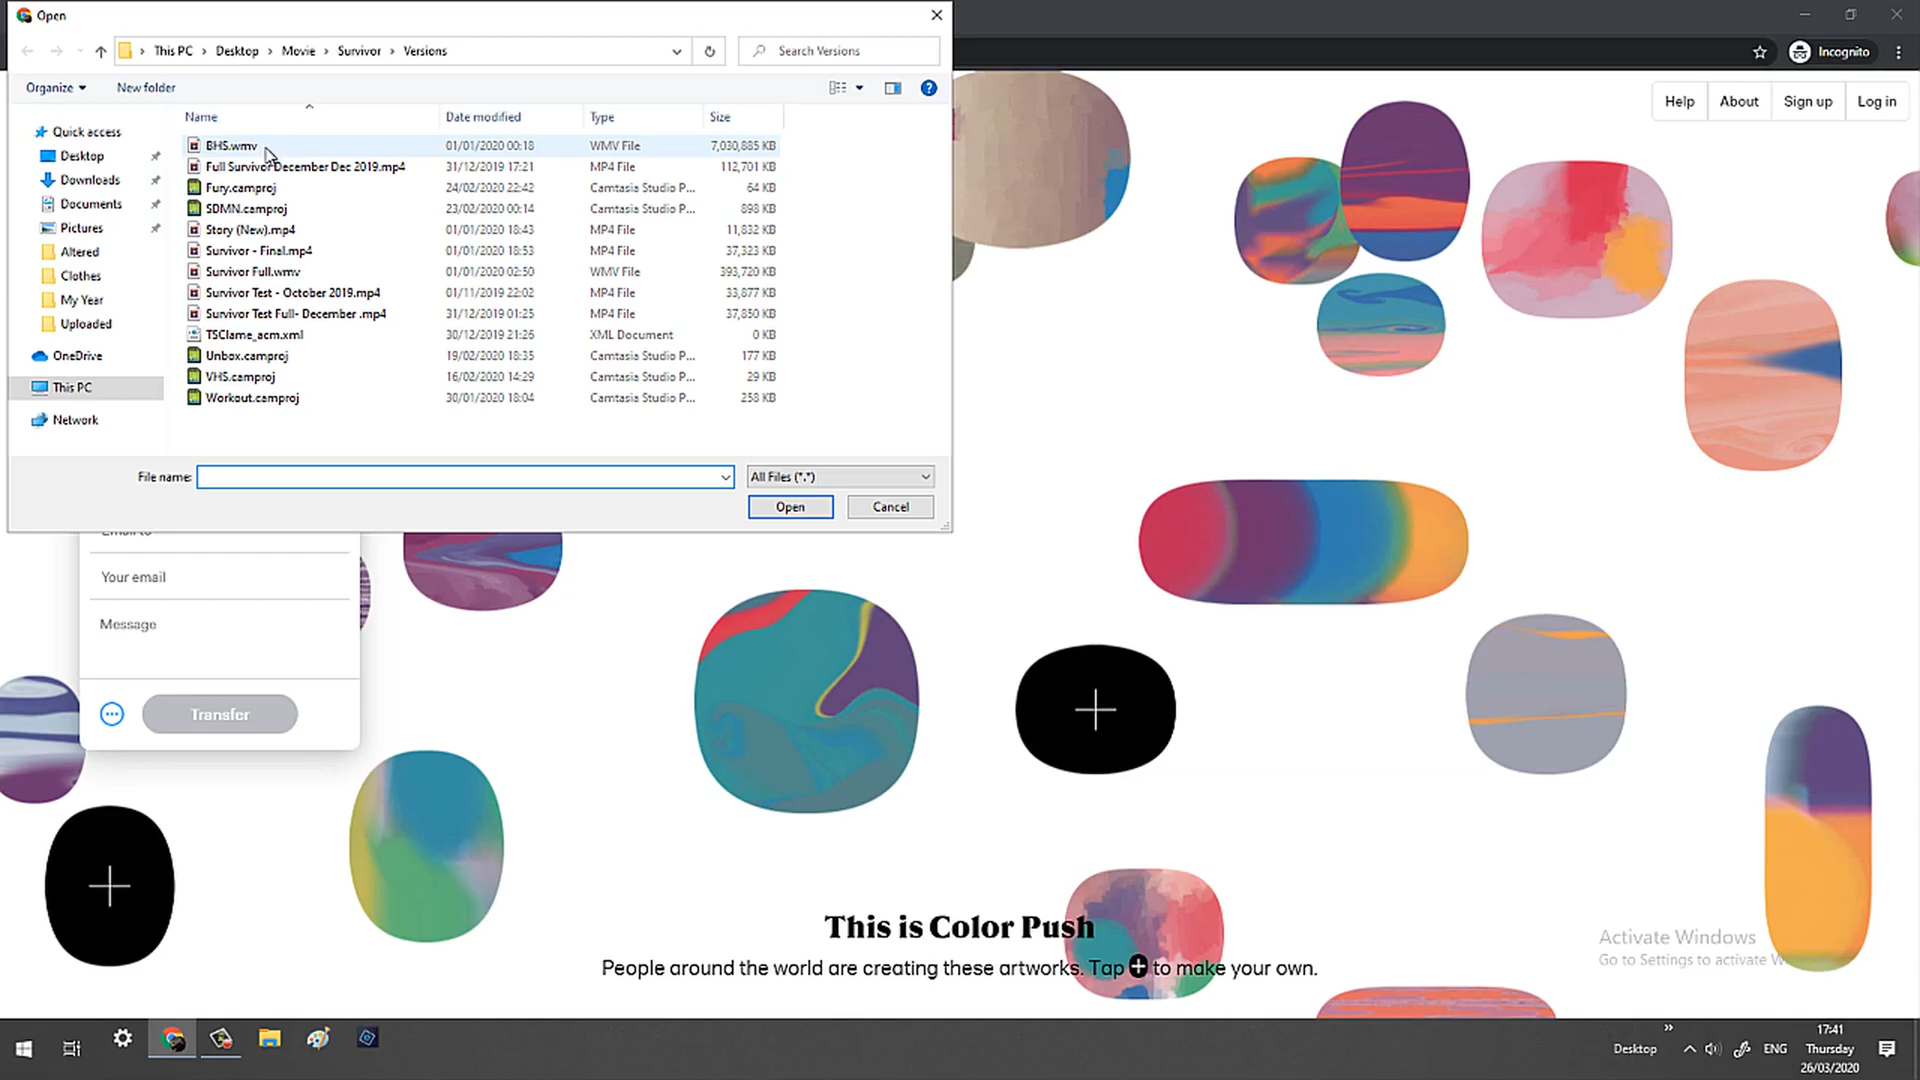 Open
This PC > Desktop > Movie > Survivor > Versions
Search Versions
Incognito
Organize
New folder
Help
About
Sign up
Log in
Name Date modified Type Size
BHS.wmv 01/01/2020 00:18 WMV File 7,030,885 KB
Full Survivor December Dec 2019.mp4 31/12/2019 17:21 MP4 File 112,701 KB
Fury.camproj 24/02/2020 22:42 Camtasia Studio P... 64 KB
SDMN.camproj 23/02/2020 00:14 Camtasia Studio P... 898 KB
Story (New).mp4 01/01/2020 18:43 MP4 File 11,832 KB
Survivor - Final.mp4 01/01/2020 18:53 MP4 File 37,323 KB
Survivor Full.wmv 01/01/2020 02:50 WMV File 393,720 KB
Survivor Test - October 2019.mp4 01/11/2019 22:02 MP4 File 33,877 KB
Survivor Test Full- December .mp4 31/12/2019 01:25 MP4 File 37,850 KB
TSClame_acm.xml 30/12/2019 21:26 XML Document 0 KB
Unbox.camproj 19/02/2020 18:35 Camtasia Studio P... 177 KB
VHS.camproj 16/02/2020 14:29 Camtasia Studio P... 29 KB
Workout.camproj 30/01/2020 18:04 Camtasia Studio P... 258 KB
Quick access
Desktop
Downloads
Documents
Pictures
Altered
Clothes
My Year
Uploaded
OneDrive
This PC
Network
File name:
All Files (*.*)
Open
Cancel
Email to
Your email
Message
Transfer
This is Color Push
People around the world are creating these artworks. Tap + to make your own.
Activate Windows
Go to Settings to activate W
Desktop
ENG
17:41
Thursday
26/03/2020